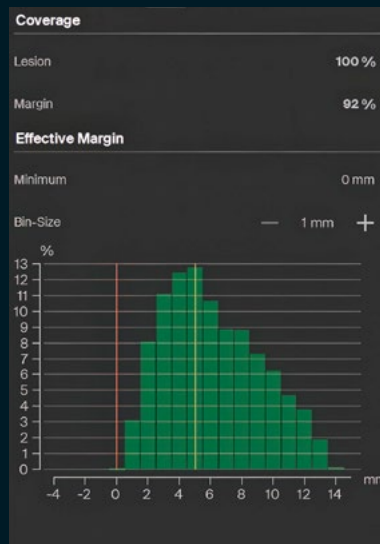 Coverage
Lesion 100 %
Margin 92 %
Effective Margin
Minimum 0 mm
Bin-Size — 1 mm +
%
13
12
11
10
9
8
7
6
5
4
3
2
1
0
mm
-4 -2 0 2 4 6 8 10 12 14